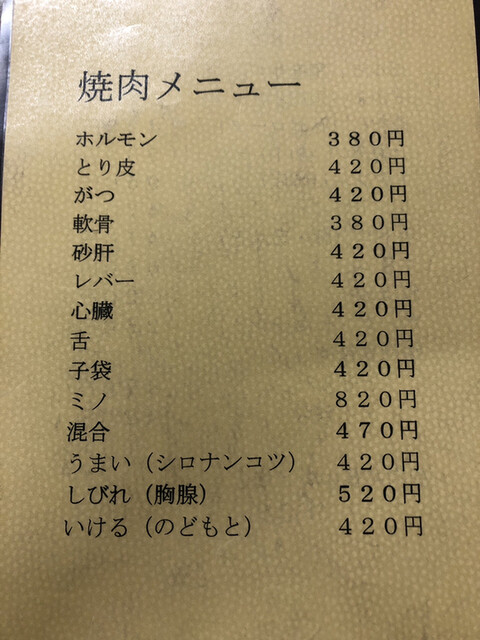 焼肉メニュー
ホルモン ３８０円
とり皮 ４２０円
がつ ４２０円
軟骨 ３８０円
砂肝 ４２０円
レバー ４２０円
心臓 ４２０円
舌 ４２０円
子袋 ４２０円
ミノ ８２０円
混合 ４７０円
うまい（シロナンコツ） ４２０円
しびれ（胸腺） ５２０円
いける（のどもと） ４２０円